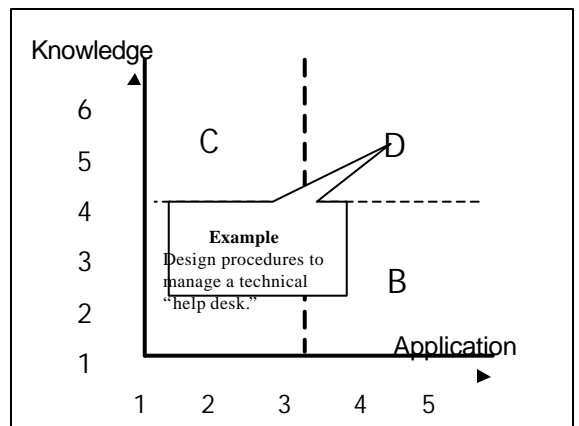 Knowledge
6
5
4
3
2
1
C
D
Example
Design procedures to
manage a technical
“help desk.”
B
Application
1 2 3 4 5